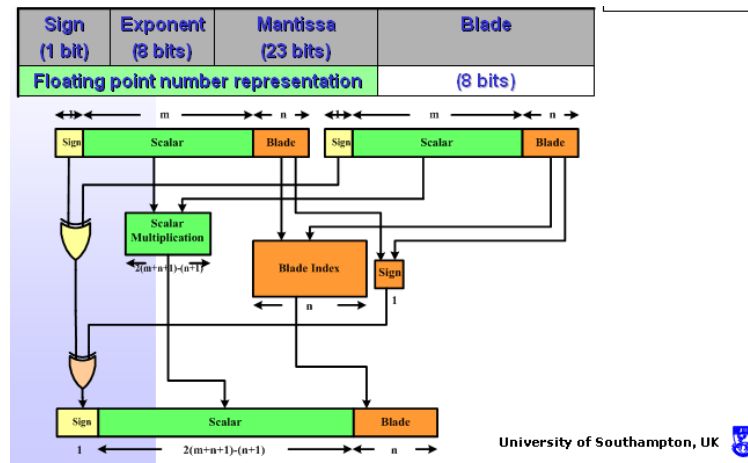 Sign Exponent Mantissa Blade
(1 bit) (8 bits) (23 bits)
Floating point number representation (8 bits)
1 m n 1 m n
Sign Scalar Blade Sign Scalar Blade
Scalar
Multiplication
2(m+n+1)-(n+1)
Blade Index Sign
n 1
Sign Scalar Blade
1 2(m+n+1)-(n+1) n
University of Southampton, UK